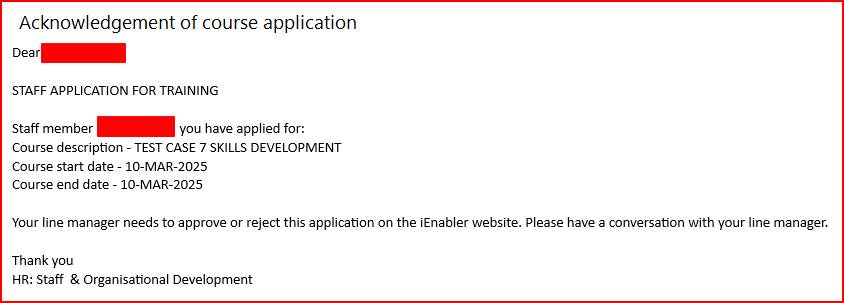 Acknowledgement of course application
Dear
STAFF APPLICATION FOR TRAINING
Staff member you have applied for:
Course description - TEST CASE 7 SKILLS DEVELOPMENT
Course start date - 10-MAR-2025
Course end date - 10-MAR-2025
Your line manager needs to approve or reject this application on the iEnabler website. Please have a conversation with your line manager.
Thank you
HR: Staff  & Organisational Development